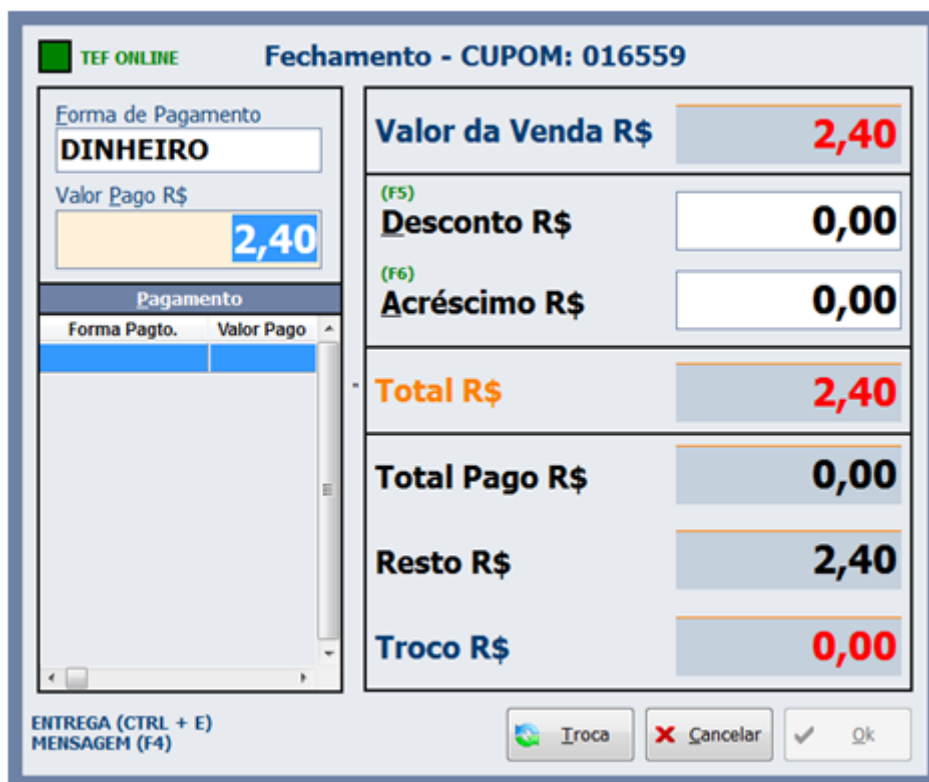 TEF ONLINE
Fechamento - CUPOM: 016559
Forma de Pagamento
DINHEIRO
Valor Pago R$
2,40
Pagamento
Forma Pagto. Valor Pago
Valor da Venda R$ 2,40
(F5)
Desconto R$ 0,00
(F6)
Acréscimo R$ 0,00
Total R$ 2,40
Total Pago R$ 0,00
Resto R$ 2,40
Troco R$ 0,00
ENTREGA (CTRL + E)
MENSAGEM (F4)
Troca Cancelar Ok